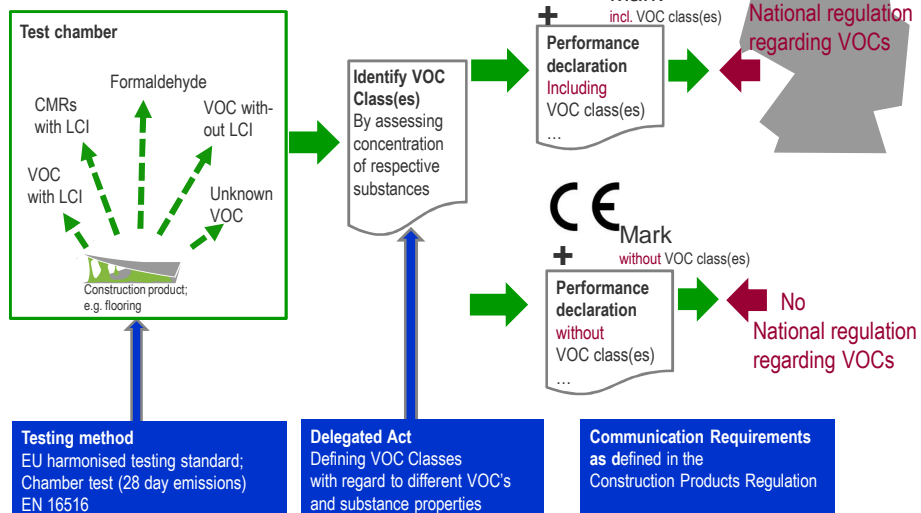 Test chamber
Formaldehyde
CMRs
with LCI
VOC with-
out LCI
VOC
with LCI
Unknown
VOC
Construction product;
e.g. flooring
Identify VOC
Class(es)
By assessing
concentration
of respective
substances
+
incl. VOC class(es)
Performance
declaration
Including
VOC class(es)
...
National regulation
regarding VOCs
CE
Mark
+
without VOC class(es)
Performance
declaration
without
VOC class(es)
...
No
National regulation
regarding VOCs
Testing method
EU harmonised testing standard;
Chamber test (28 day emissions)
EN 16516
Delegated Act
Defining VOC Classes
with regard to different VOC's
and substance properties
Communication Requirements
as defined in the
Construction Products Regulation